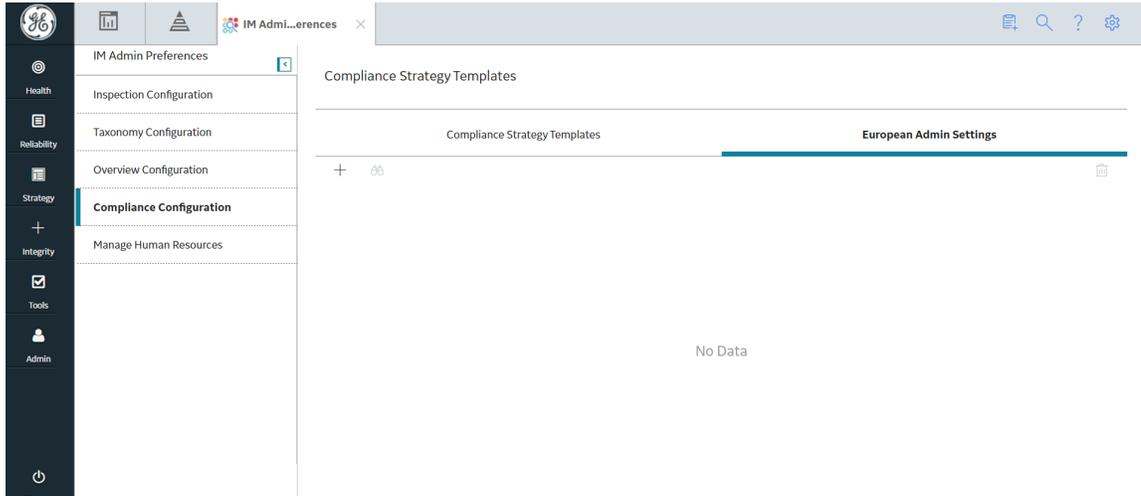 IM Admi...erences
IM Admin Preferences
Inspection Configuration
Taxonomy Configuration
Overview Configuration
Compliance Configuration
Manage Human Resources
Health
Reliability
Strategy
Integrity
Tools
Admin
Compliance Strategy Templates
Compliance Strategy Templates
European Admin Settings
No Data